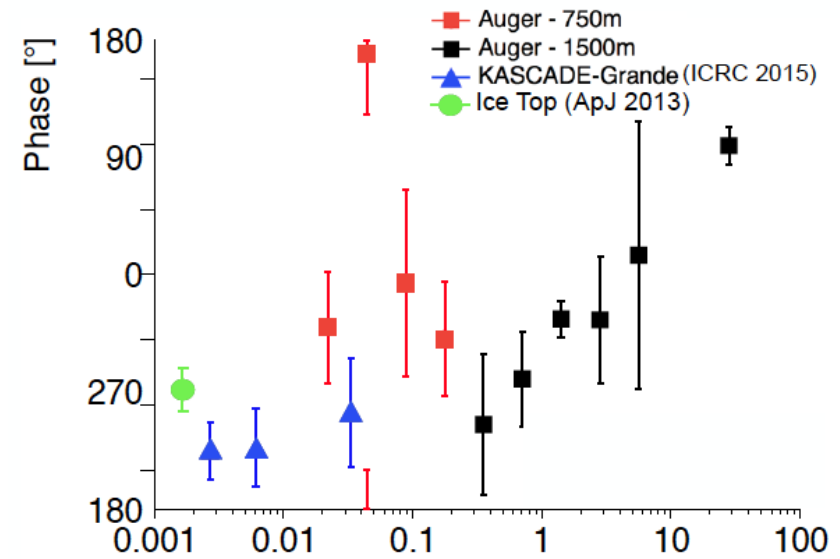 Auger - 750m
Auger - 1500m
KASCADE-Grande (ICRC 2015)
Ice Top (ApJ 2013)
Phase [°]
180
90
0
270
180
0.001 0.01 0.1 1 10 100